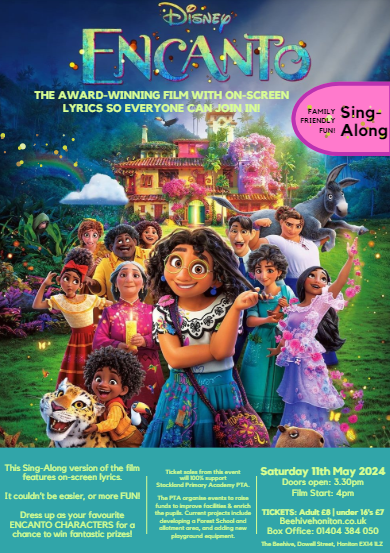 DISNEY
ENCANTO
THE AWARD-WINNING FILM WITH ON-SCREEN
LYRICS SO EVERYONE CAN JOIN IN!
FAMILY
FRIENDLY
FUN!
Sing-
Along
This Sing-Along version of the film
features on-screen lyrics.
It couldn't be easier, or more FUN!
Dress up as your favourite
ENCANTO CHARACTERS for a
chance to win fantastic prizes!
Ticket sales from this event
will 100% support
Stockland Primary Academy PTA.
The PTA organise events to raise
funds to improve facilities & enrich
the pupils. Current projects include
developing a Forest School and
allotment area, and adding new
playground equipment.
Saturday 11th May 2024
Doors open: 3.30pm
Film Start: 4pm
TICKETS: Adult £8 | under 16's £7
Beehivehoniton.co.uk
Box Office: 01404 384 050
The Beehive, Dowell Street, Honiton EX14 1LZ